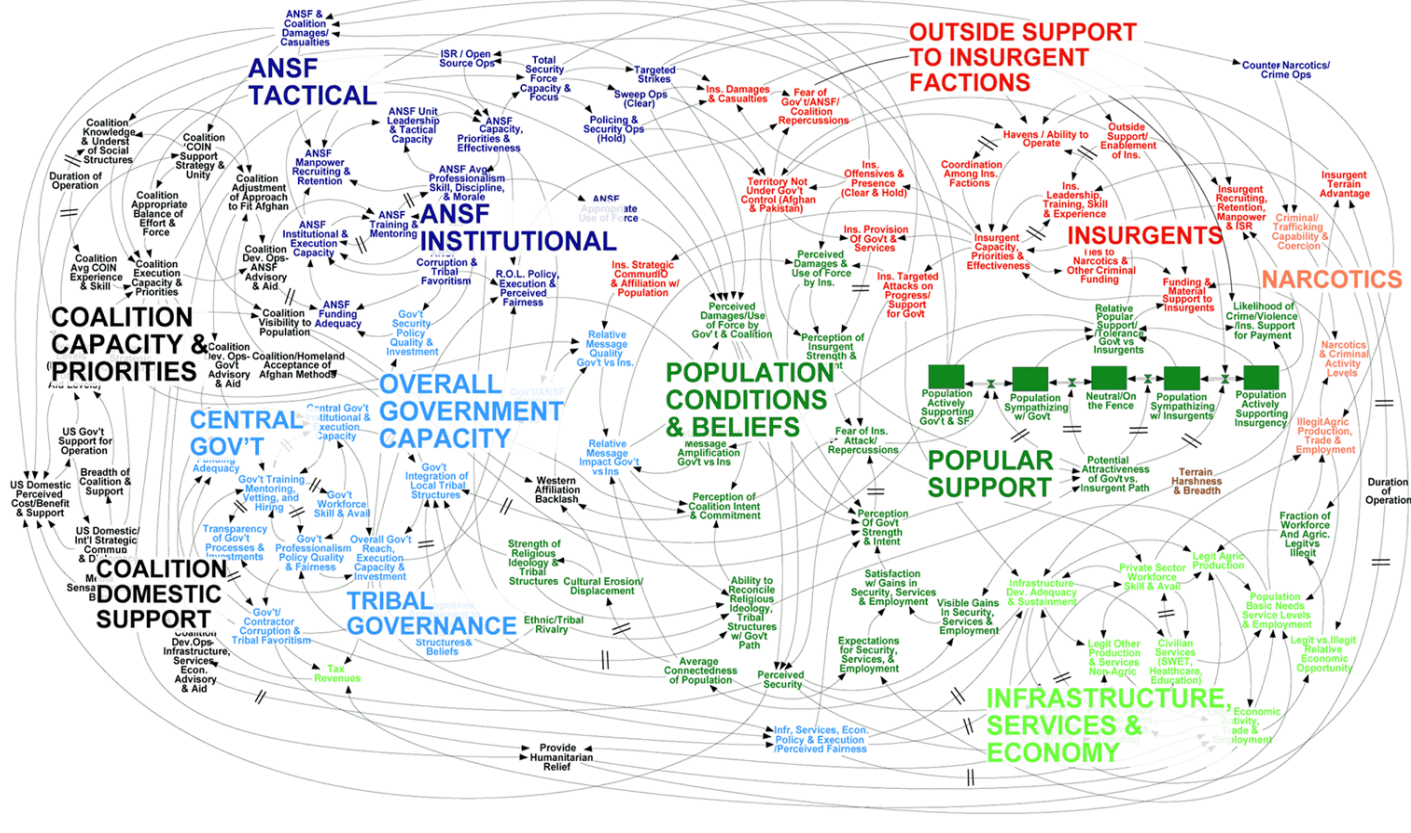 ANSF &
Coalition
Damages/
Casualties
ANSF
TACTICAL
ISR / Open
Source Ops
Total
Security
Force
Capacity &
Focus
Targeted
Strikes
Sweep Ops
(Clear)
Policing &
Security Ops
(Hold)
ANSF Unit
Leadership
& Tactical
Capacity
ANSF
Capacity,
Priorities &
Effectiveness
ANSF
Manpower
Recruiting &
Retention
ANSF Avg
Professionalism
Skill, Discipline,
& Morale
ANSF
Appropriate
Use of Force
ANSF
INSTITUTIONAL
ANSF
Institutional &
Execution
Capacity
ANSF
Training &
Mentoring
Corruption &
Tribal
Favoritism
R.O.L. Policy,
Execution &
Perceived
Fairness
ANSF
Funding
Adequacy
Coalition
Knowledge
& Underst
of Social
Structures
Duration of
Operation
Coalition
COIN
Support
Strategy &
Unity
Coalition
Appropriate
Balance of
Effort &
Force
Coalition
Adjustment of
Approach
to Fit Afghan
Coalition
Avg COIN
Experience
& Skill
Coalition
Execution
Capacity &
Priorities
Coalition
Dev. Ops-
ANSF
Advisory
& Aid
COALITION
CAPACITY &
PRIORITIES
Coalition
Visibility to
Population
Coalition
Dev. Ops-
Gov't
Advisory
& Aid
Coalition/Homeland
Acceptance of
Afghan Methods
OUTSIDE SUPPORT
TO INSURGENT
FACTIONS
Counter Narcotics/
Crime Ops
Ins. Damages
& Casualties
Fear of
Gov't/ANSF/
Coalition
Repercussions
Havens / Ability to
Operate
Outside
Support/
Enablement
of Ins.
Coordination
Among Ins.
Factions
Ins.
Leadership,
Training, Skill
& Experience
Territory Not
Under Gov't
Control (Afghan
& Pakistan)
Ins.
Offensives &
Presence
(Clear & Hold)
Insurgent
Recruiting,
Retention,
Manpower
& ISR
Insurgent
Terrain
Advantage
Criminal/
Trafficking
Capability &
Coercion
Ins. Provision
Of Gov't &
Services
Insurgent
Capacity,
Priorities &
Effectiveness
INSURGENTS
Ties to
Narcotics &
Other Criminal
Funding
Funding &
Material
Support to
Insurgents
NARCOTICS
Ins. Strategic
Commun/IO
& Affiliation w/
Population
Ins. Targeted
Attacks on
Progress/
Support
for Gov't
Perceived
Damages &
Use of Force
by Ins.
Perceived
Damages/Use
of Force by
Gov't & Coalition
Perception of
Insurgent
Strength &
Relative
Popular
Support/
Tolerance
Gov't vs
Insurgents
Likelihood of
Crime/Violence
/Ins. Support
for Payment
Narcotics
& Criminal
Activity
Levels
Gov't
Security
Policy
Quality &
Investment
Relative
Message
Quality
Gov't vs. Ins.
POPULATION
CONDITIONS
& BELIEFS
Population
Actively
Supporting
Gov't & SF
Population
Sympathizing
w/ Gov't
Neutral/On
the Fence
Population
Sympathizing
w/ Insurgents
Population
Actively
Supporting
Insurgency
OVERALL
GOVERNMENT
CAPACITY
CENTRAL
GOV'T
Central Gov't
Institutional &
Execution
Capacity
Adequacy
Gov't Training
Mentoring,
Vetting, and
Hiring
Gov't
Workforce
Skill & Avail
Gov't
Integration of
Local Tribal
Structures
Relative
Message
Impact Gov't
vs Ins
Message
Amplification
Gov't vs Ins
Fear of Ins.
Attack/
Repercussions
POPULAR
SUPPORT
Potential
Attractiveness
of Gov't vs.
Insurgent Path
Terrain
Harshness
& Breadth
Illegit Agric
Production,
Trade &
Employment
Duration
of
Operation
US Gov't
Support for
Operation
US Domestic
Perceived
Cost/Benefit
& Support
Breadth of
Coalition &
Support
US Domestic/
Int'l Strategic
Commun
COALITION
DOMESTIC
SUPPORT
Coalition
Dev.Ops-
Infrastructure,
Services,
Econ.
Advisory
& Aid
Transparency
of Gov't
Processes &
Investments
Gov't
Professionalism
Policy Quality
& Fairness
Overall Gov't
Reach,
Execution
Capacity &
Investment
Western
Affiliation
Backlash
Perception of
Coalition Intent
& Commitment
Perception
Of Gov't
Strength
& Intent
Fraction of
Workforce
And Agric.
Legit vs
Illegit
Strength of
Religious
Ideology &
Tribal
Structures
Cultural Erosion/
Displacement
Ethnic/Tribal
Rivalry
TRIBAL
GOVERNANCE
Structures &
Beliefs
Gov't/
Contractor
Corruption &
Tribal Favoritism
Tax
Revenues
Ability to
Reconcile
Religious
Ideology,
Tribal
Structures
w/ Gov't
Path
Satisfaction
w/ Gains in
Security, Services
& Employment
Visible Gains
In Security,
Services &
Employment
Expectations
for Security,
Services, &
Employment
Average
Connectedness
of Population
Perceived
Security
Infrastructure
Dev. Adequacy
& Sustainment
Private Sector
Workforce
Skill & Avail
Legit Agric
Production
Population
Basic Needs
Service Levels
& Employment
Legit Other
Production
& Services
Non-Agric
Civilian
Services
(SWET,
Healthcare,
Education)
Legit vs. Illegit
Relative
Economic
Opportunity
INFRASTRUCTURE,
SERVICES &
ECONOMY
Economic
Activity,
Trade &
Employment
Infr, Services, Econ.
Policy & Execution
/Perceived Fairness
Provide
Humanitarian
Relief